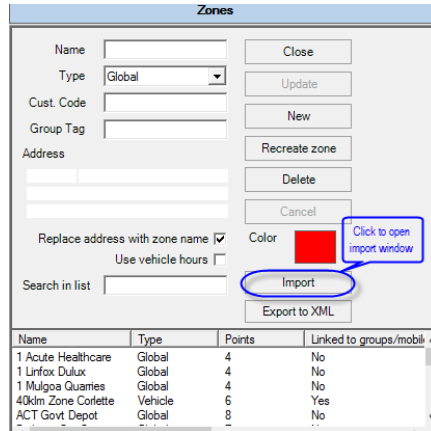 Zones
Name
Close
Type Global
Update
Cust. Code
New
Group Tag
Recreate zone
Address
Delete
Cancel
Replace address with zone name
Color
Click to open
import window
Use vehicle hours
Search in list
Import
Export to XML
Name Type Points Linked to groups/mobile
1 Acute Healthcare Global 4 No
1 Linfox Dulux Global 4 No
1 Mulgoa Quarries Global 4 No
40klm Zone Corlette Vehicle 6 Yes
ACT Govt Depot Global 8 No